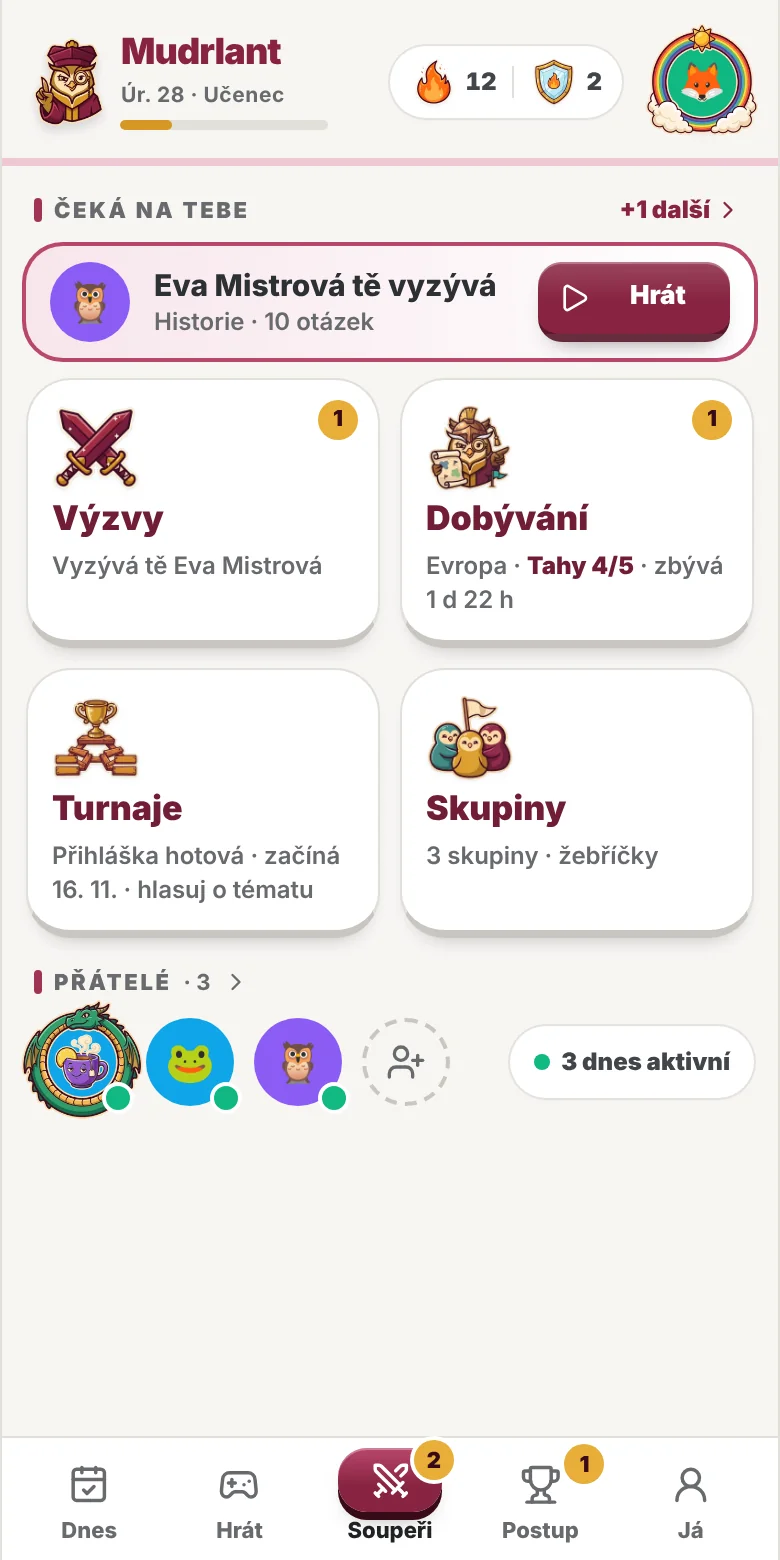 Mudrlant
Úr. 28 · Učenec
12
2
ČEKÁ NA TEBE
+1 další
Eva Mistrová tě vyzývá
Historie · 10 otázek
Hrát
1
Výzvy
Vyzývá tě Eva Mistrová
1
Dobývání
Evropa · Tahy 4/5 · zbývá
1 d 22 h
Turnaje
Přihláška hotová · začíná
16. 11. · hlasuj o tématu
Skupiny
3 skupiny · žebříčky
PŘÁTELÉ · 3
3 dnes aktivní
Dnes
Hrát
2
Soupeři
1
Postup
Já